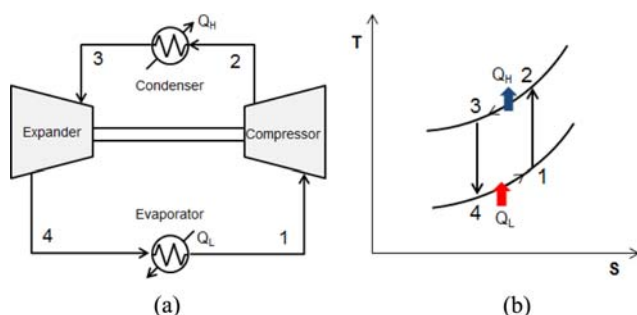 Q_H
3
2
Condenser
Expander
Compressor
Evaporator
4
Q_L
1
(a)
T
Q_H
2
3
1
4
Q_L
S
(b)